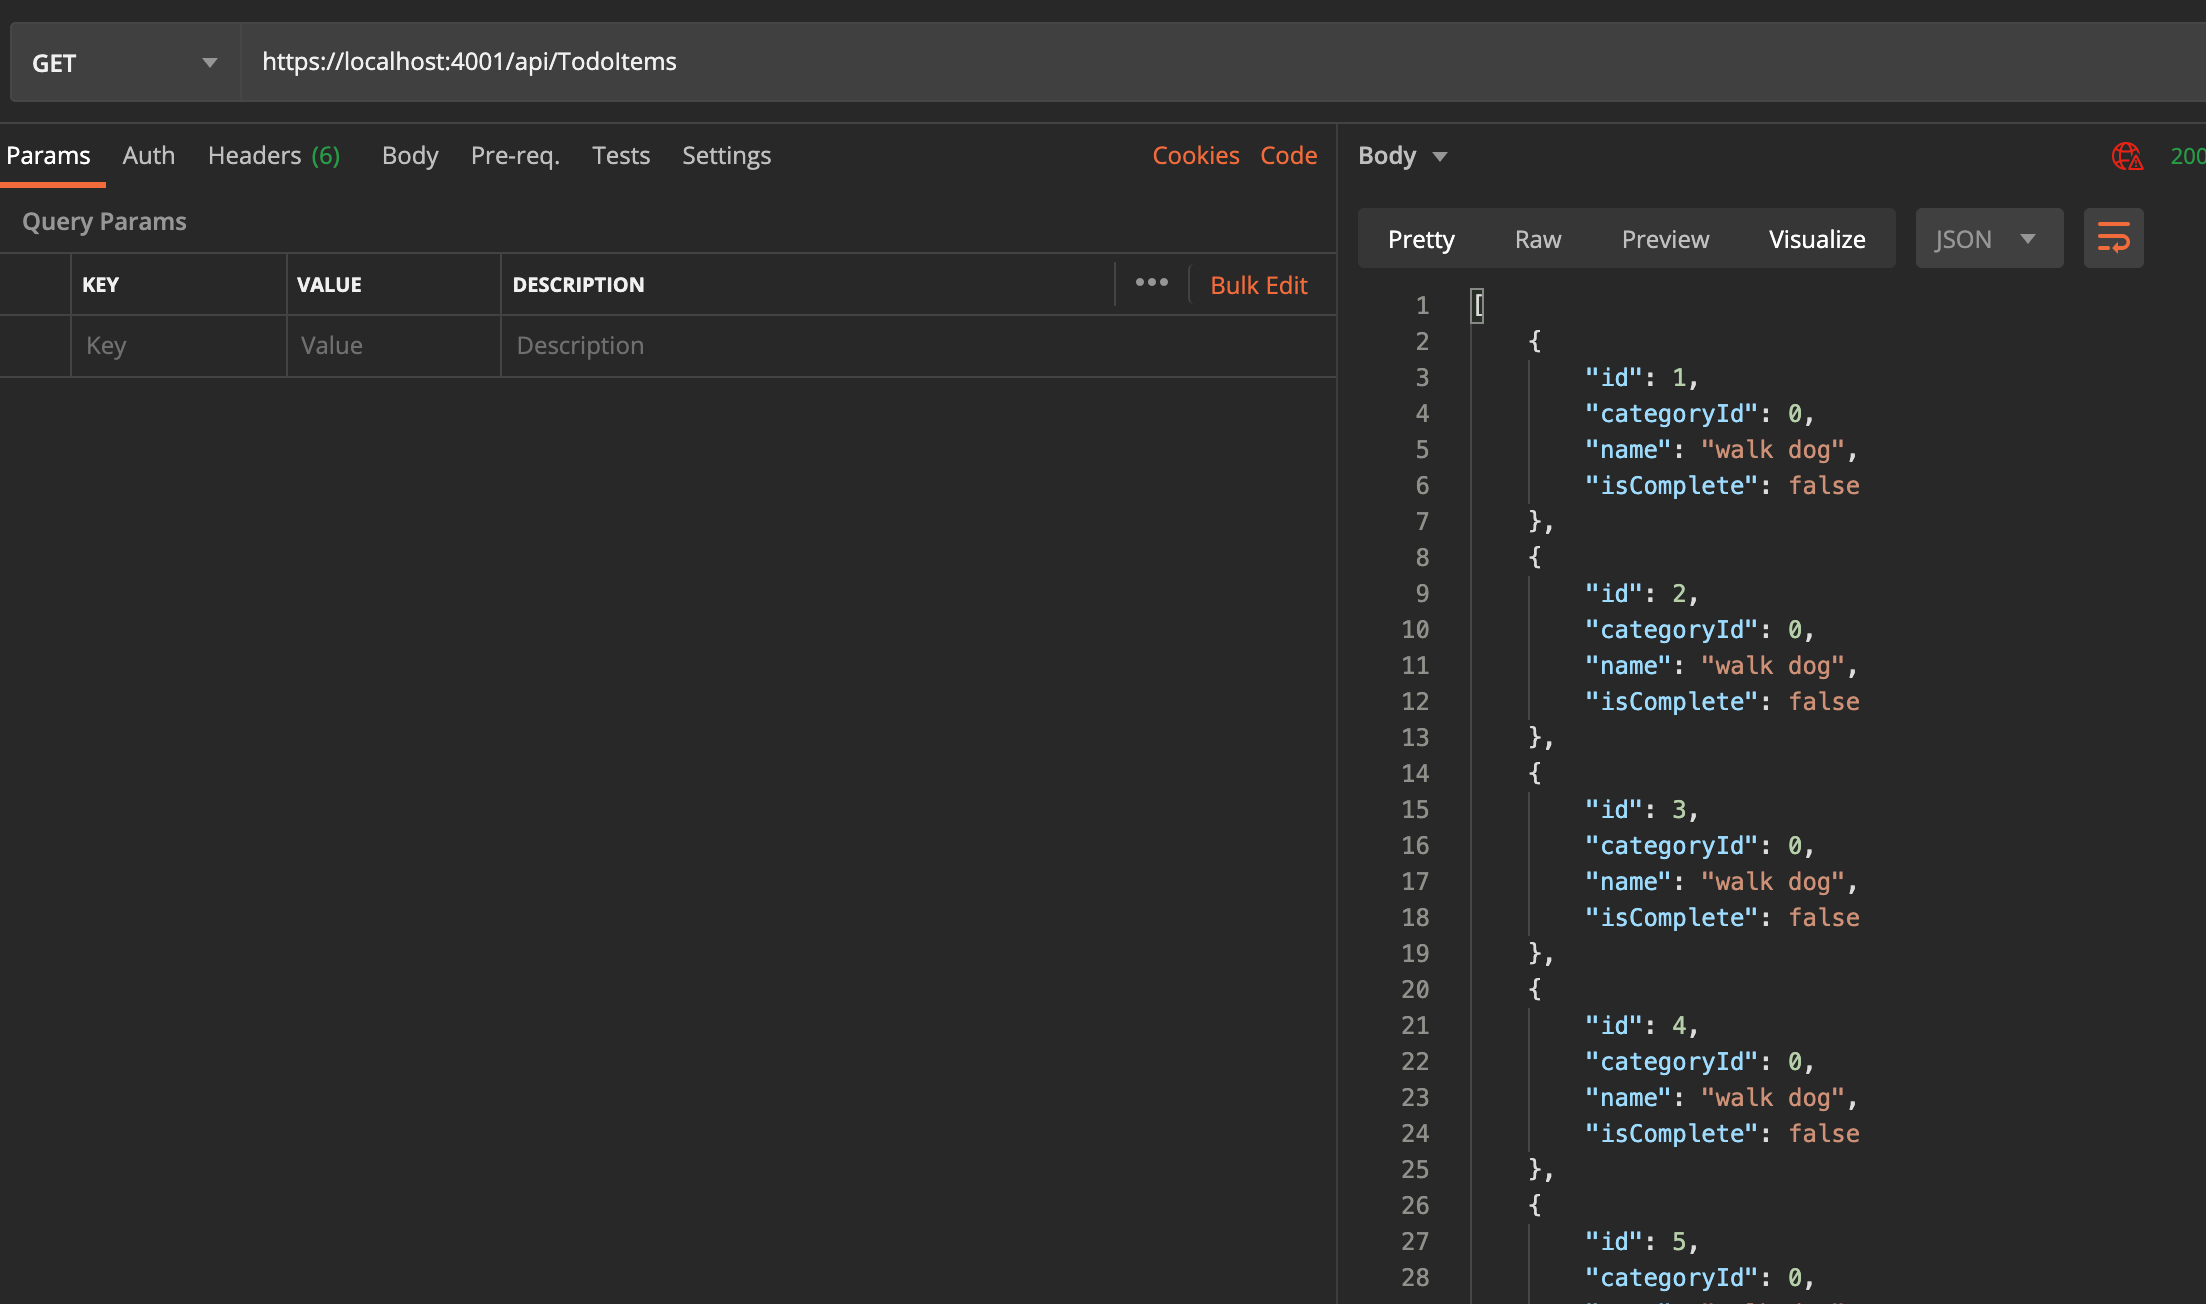 GET https://localhost:4001/api/TodoItems
Params Auth Headers (6) Body Pre-req. Tests Settings Cookies Code
Query Params
KEY VALUE DESCRIPTION ••• Bulk Edit
Key Value Description
Body 200
Pretty Raw Preview Visualize JSON
1 [
2 {
3 "id": 1,
4 "categoryId": 0,
5 "name": "walk dog",
6 "isComplete": false
7 },
8 {
9 "id": 2,
10 "categoryId": 0,
11 "name": "walk dog",
12 "isComplete": false
13 },
14 {
15 "id": 3,
16 "categoryId": 0,
17 "name": "walk dog",
18 "isComplete": false
19 },
20 {
21 "id": 4,
22 "categoryId": 0,
23 "name": "walk dog",
24 "isComplete": false
25 },
26 {
27 "id": 5,
28 "categoryId": 0,